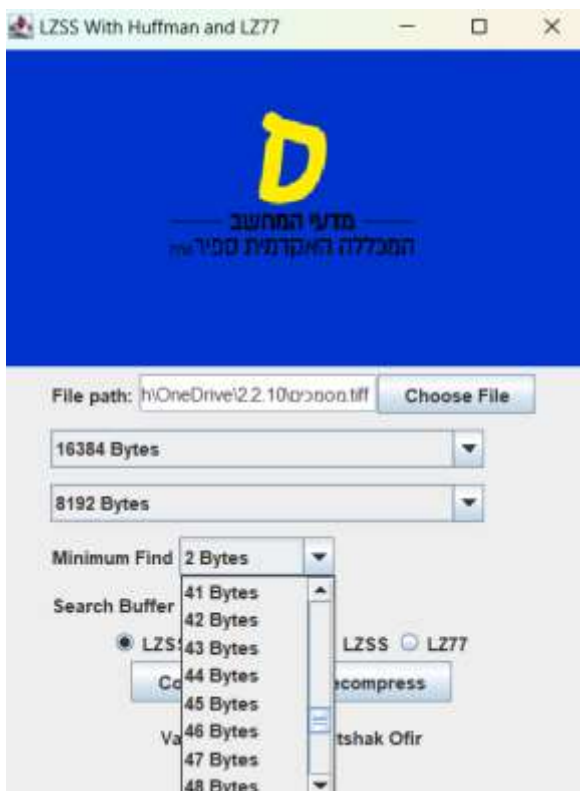 LZSS With Huffman and LZ77
מדעי המחשב
המכללה האקדמית ספיר
File path: h\OneDrive\2.2.10\מסמכים.tiff Choose File
16384 Bytes
8192 Bytes
Minimum Find 2 Bytes
41 Bytes
Search Buffer
42 Bytes
43 Bytes
LZSS LZ77
44 Bytes
Co ecompress
45 Bytes
46 Bytes
Va tshak Ofir
47 Bytes
48 Bytes